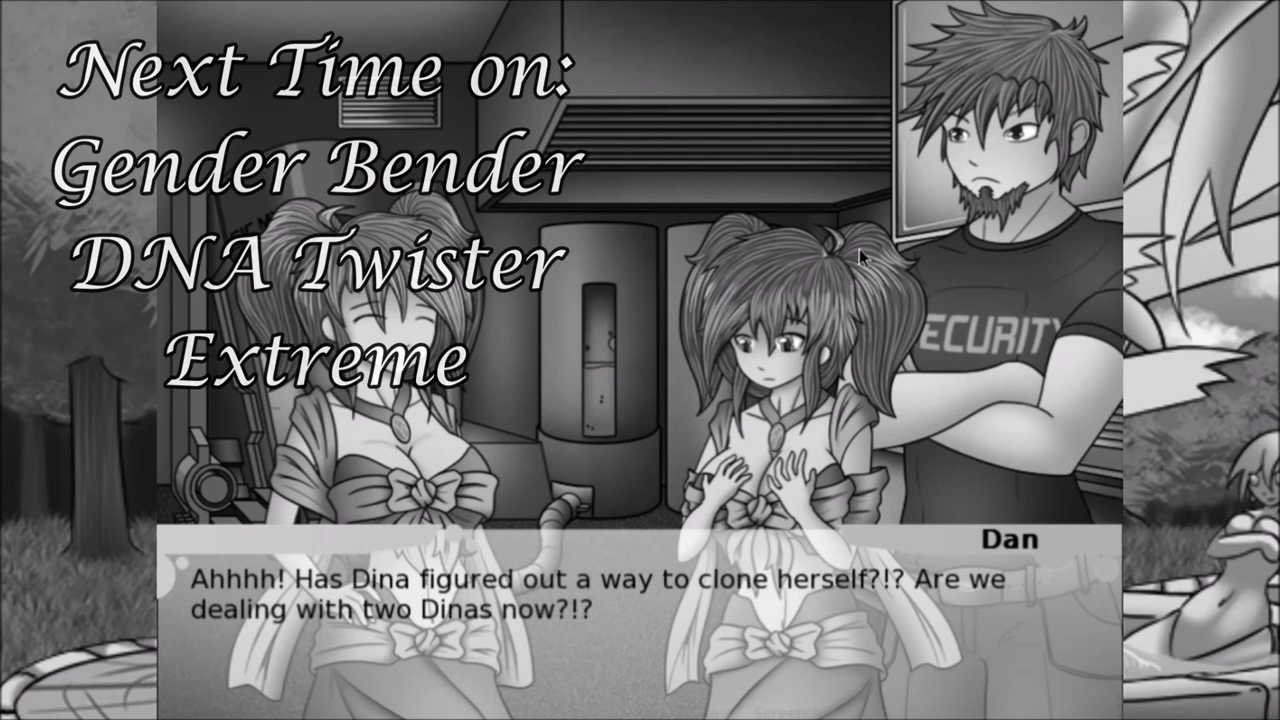 Next Time on:
Gender Bender
DNA Twister
Extreme
ECURITY
Dan
Ahhhh! Has Dina figured out a way to clone herself?!? Are we
dealing with two Dinas now?!?